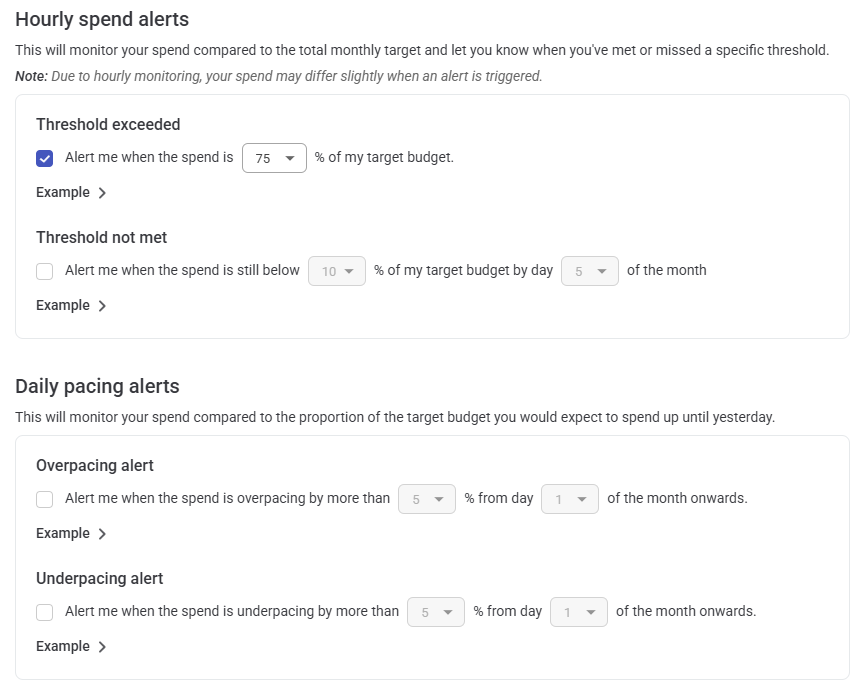 Hourly spend alerts
This will monitor your spend compared to the total monthly target and let you know when you've met or missed a specific threshold.
Note: Due to hourly monitoring, your spend may differ slightly when an alert is triggered.
Threshold exceeded
Alert me when the spend is 75 % of my target budget.
Example
Threshold not met
Alert me when the spend is still below 10 % of my target budget by day 5 of the month
Example
Daily pacing alerts
This will monitor your spend compared to the proportion of the target budget you would expect to spend up until yesterday.
Overpacing alert
Alert me when the spend is overpacing by more than 5 % from day 1 of the month onwards.
Example
Underpacing alert
Alert me when the spend is underpacing by more than 5 % from day 1 of the month onwards.
Example